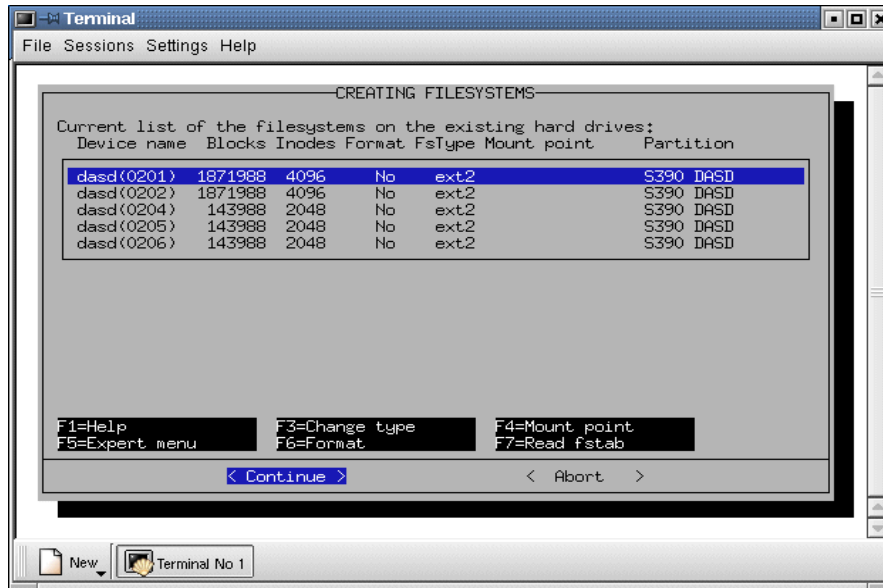 Terminal
File Sessions Settings Help
CREATING FILESYSTEMS
Current list of the filesystems on the existing hard drives:
Device name Blocks Inodes Format FsType Mount point Partition
dasd(0201) 1871988 4096 No ext2 S390 DASD
dasd(0202) 1871988 4096 No ext2 S390 DASD
dasd(0204) 143988 2048 No ext2 S390 DASD
dasd(0205) 143988 2048 No ext2 S390 DASD
dasd(0206) 143988 2048 No ext2 S390 DASD
F1=Help F3=Change type F4=Mount point
F5=Expert menu F6=Format F7=Read fstab
< Continue > < Abort >
New Terminal No 1